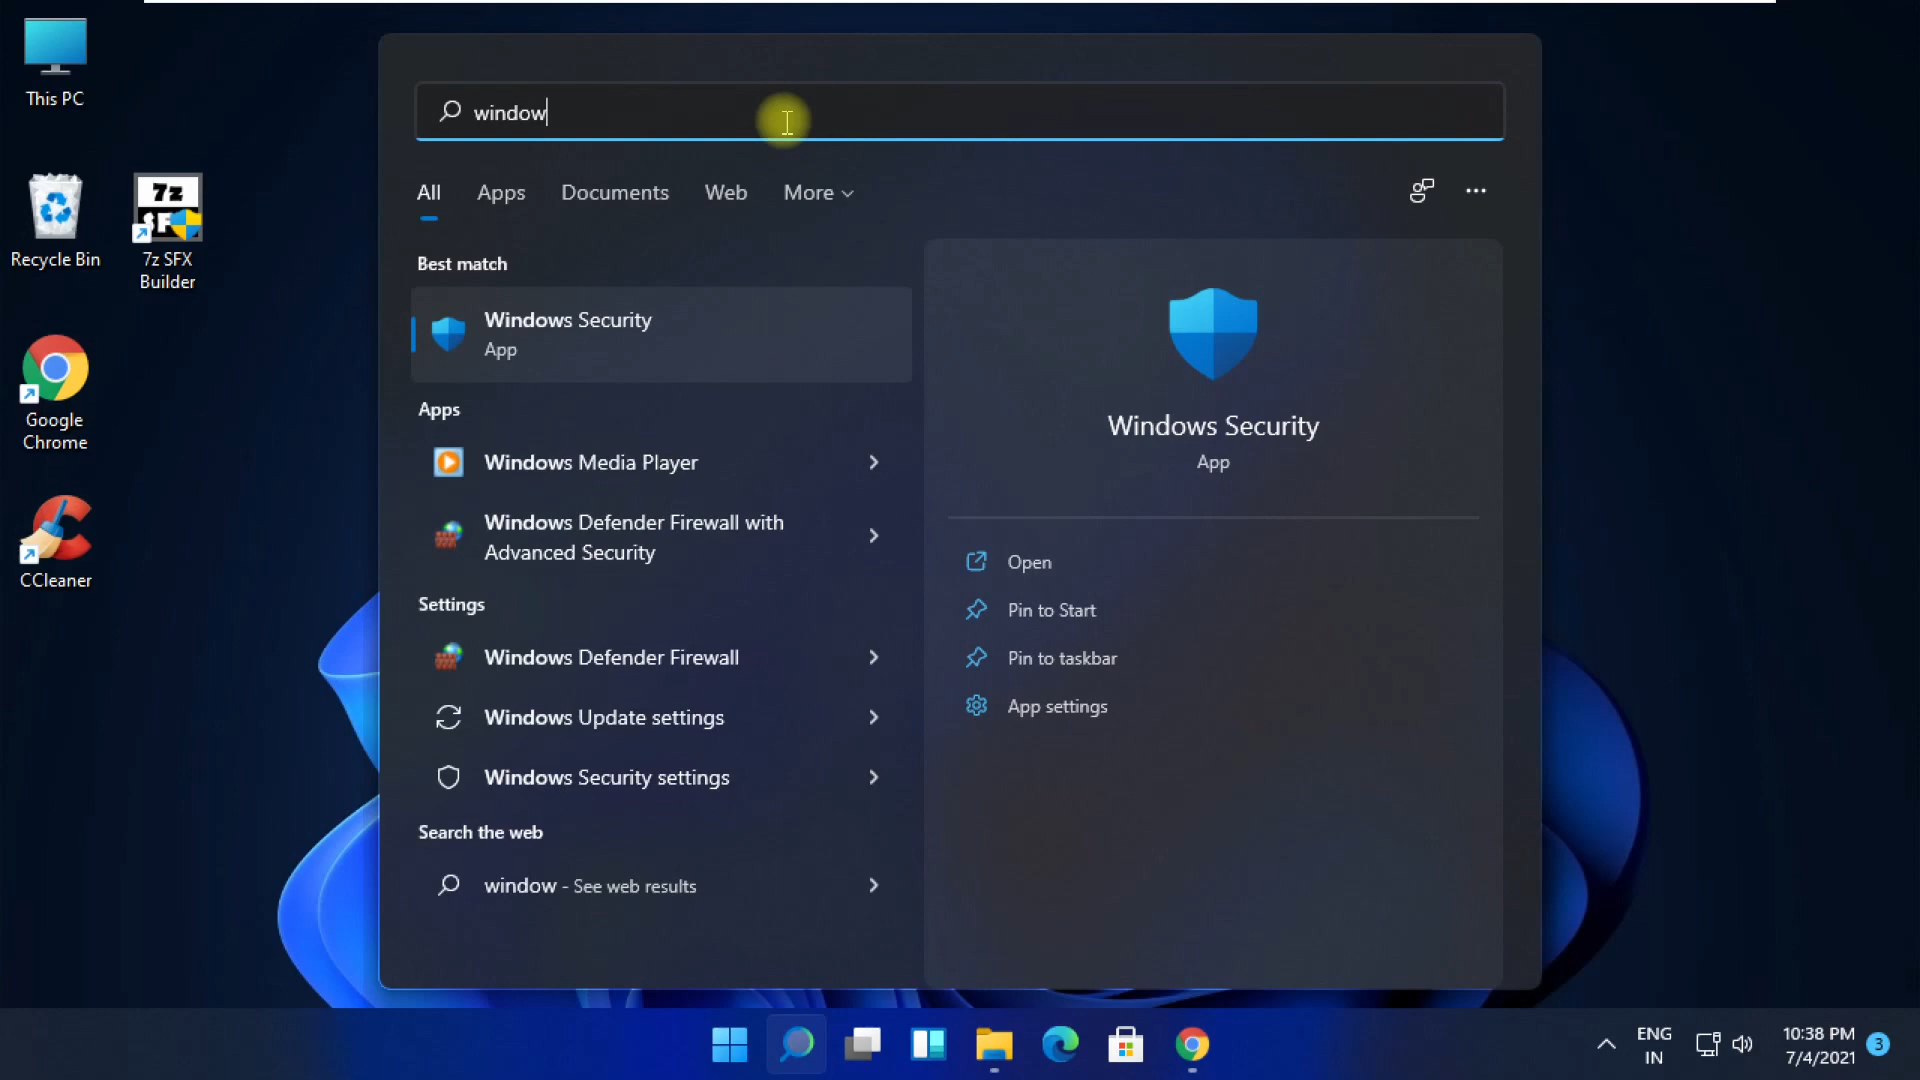 This PC
Recycle Bin
7z
SF
7z SFX
Builder
Google
Chrome
CCleaner
window
All
Apps
Documents
Web
More
Best match
Windows Security
App
Apps
Windows Media Player
Windows Defender Firewall with
Advanced Security
Settings
Windows Defender Firewall
Windows Update settings
Windows Security settings
Search the web
window - See web results
Windows Security
App
Open
Pin to Start
Pin to taskbar
App settings
ENG
IN
10:38 PM
7/4/2021
3